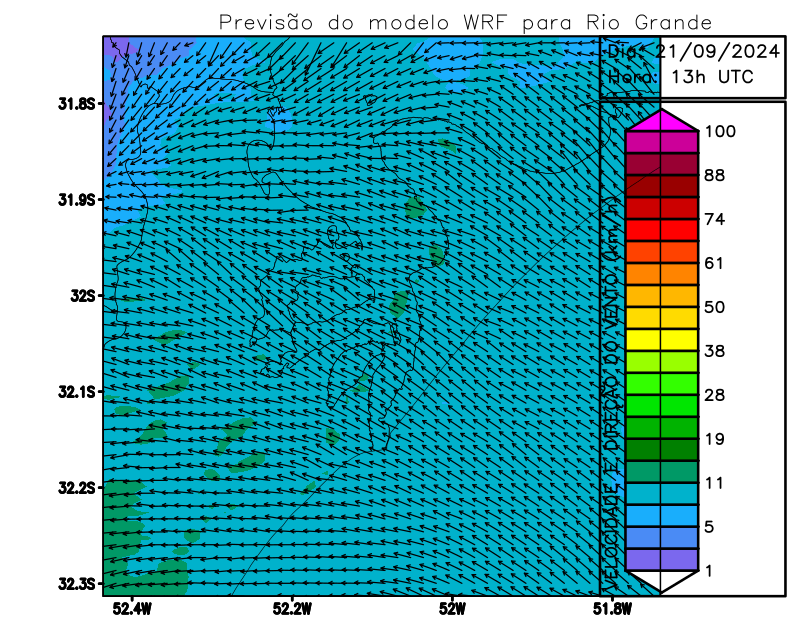 Previsão do modelo WRF para Rio Grande
Dia: 21/09/2024
Hora: 13h UTC
31.8S
31.9S
32S
32.1S
32.2S
32.3S
52.4W
52.2W
52W
51.8W
VELOCIDADE E DIREÇÃO DO VENTO (km/h)
100
88
74
61
50
38
28
19
11
5
1